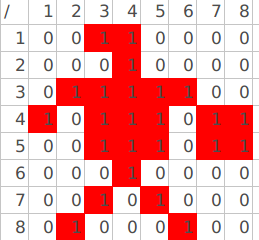 / 1 2 3 4 5 6 7 8
1 0 0 1 1 0 0 0 0
2 0 0 0 1 0 0 0 0
3 0 1 1 1 1 1 0 0
4 1 0 1 1 1 0 1 1
5 0 0 1 1 1 0 1 1
6 0 0 0 1 0 0 0 0
7 0 0 1 0 1 0 0 0
8 0 1 0 0 0 1 0 0